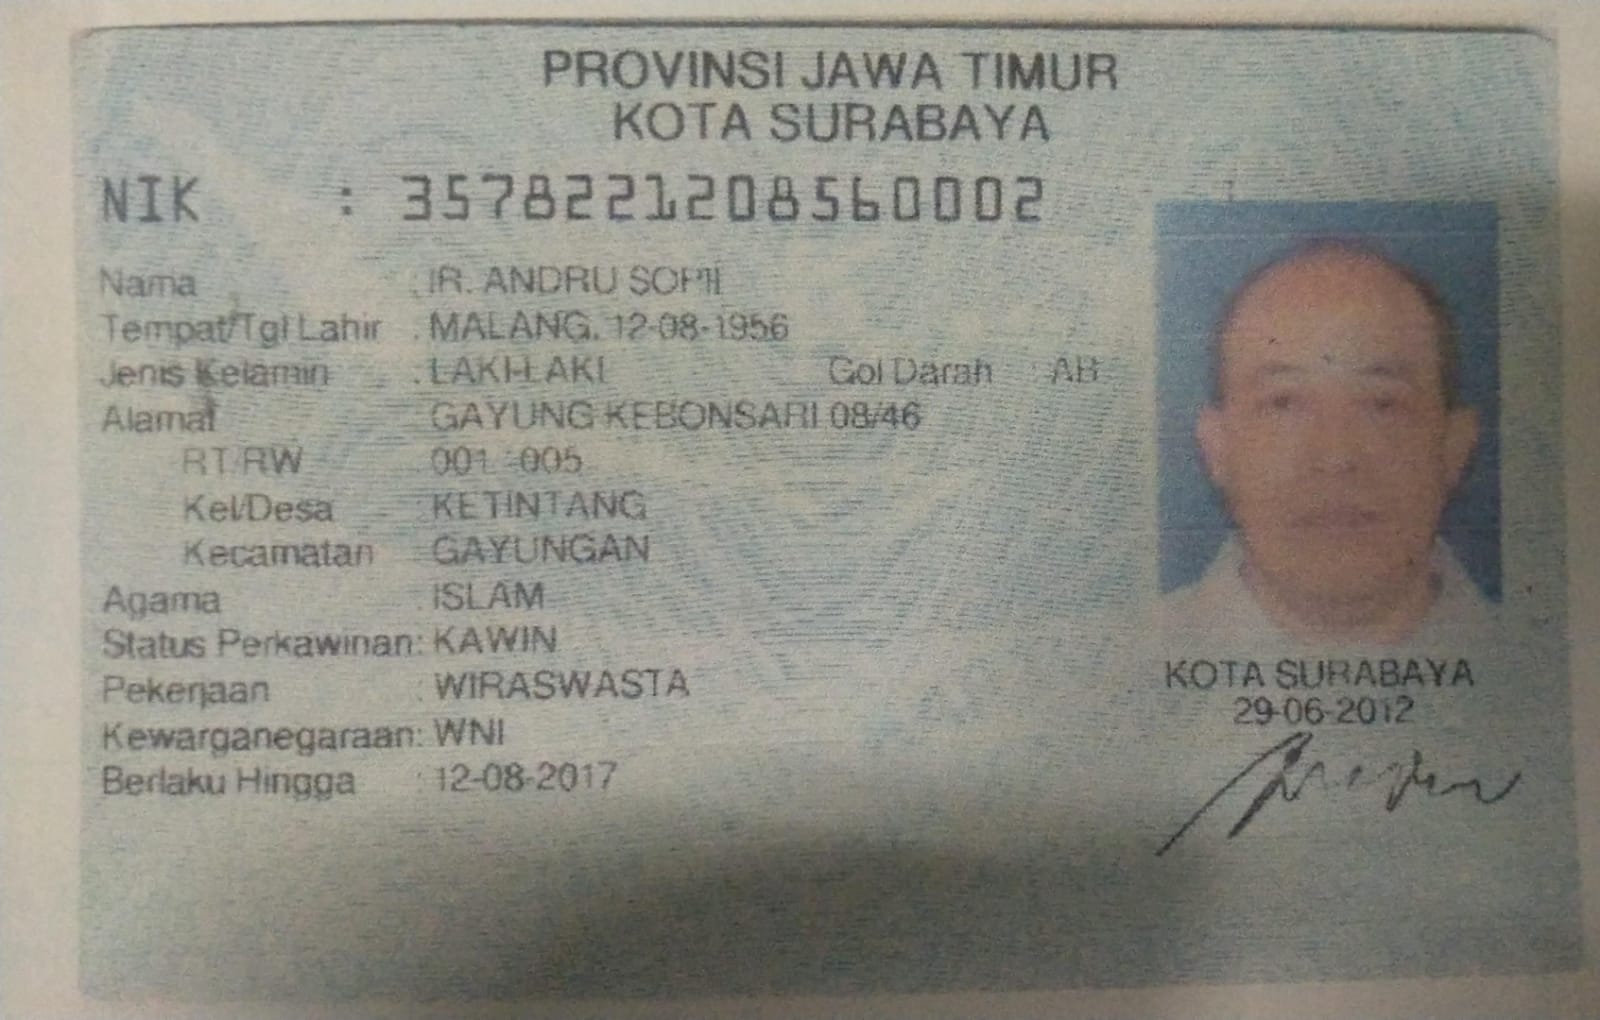 PROVINSI JAWA TIMUR
KOTA SURABAYA
NIK : 3578221208560002
Nama : IR. ANDRU
Tempat/Tgl Lahir : MALANG, 12-08-1956
Jenis Kelamin : LAKI-LAKI Gol Darah : AB
Alamat GAYUNG KEBONSARI 08/46
RT/RW 001 005
Kel/Desa KETINTANG
Kecamatan GAYUNGAN
Agama : ISLAM
Status Perkawinan: KAWIN
Pekerjaan : WIRASWASTA
Kewarganegaraan: WNI
Berlaku Hingga : 12-08-2017
KOTA SURABAYA
29-06-2012